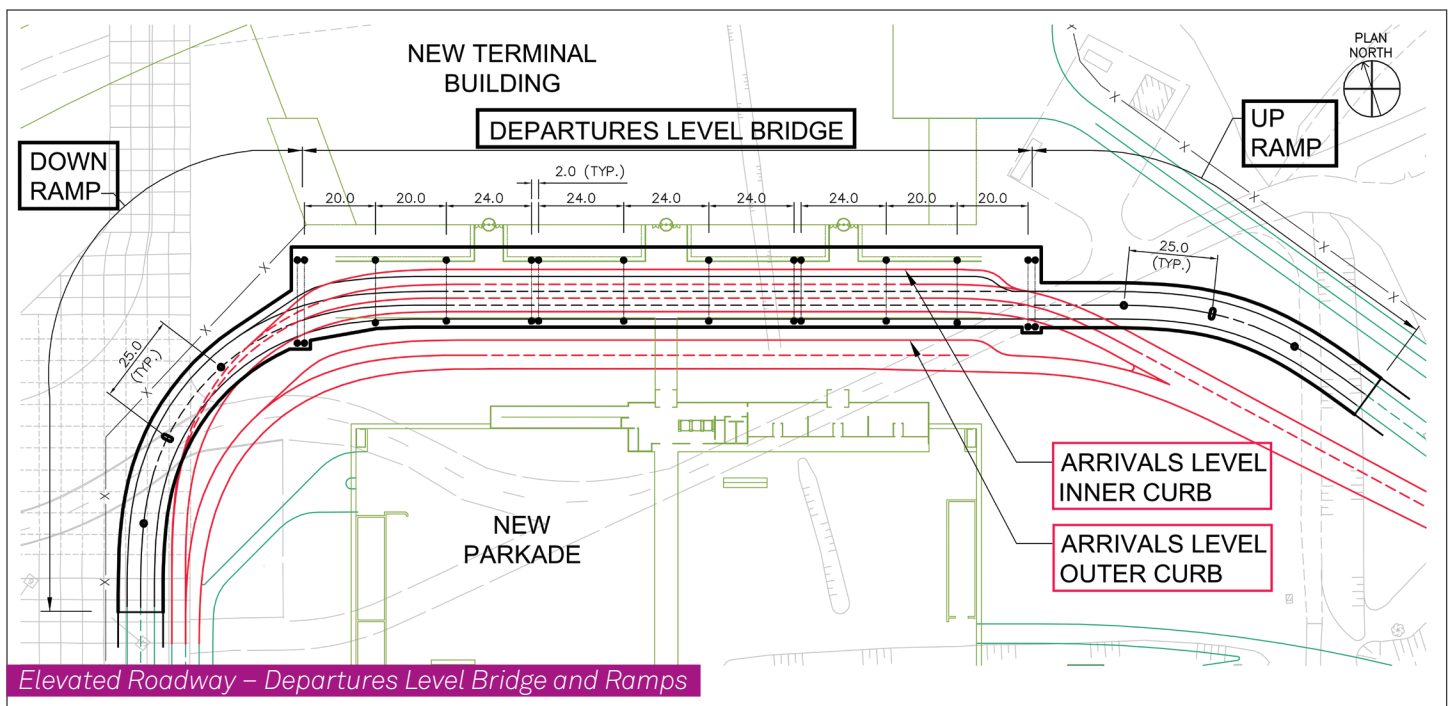 NEW TERMINAL
BUILDING
PLAN
NORTH
DEPARTURES LEVEL BRIDGE
UP
RAMP
DOWN
RAMP
2.0 (TYP.)
20.0
20.0
24.0
24.0
24.0
24.0
24.0
20.0
20.0
25.0
(TYP.)
25.0
(TYP.)
X
X
X
X
X
X
X
X
X
X
ARRIVALS LEVEL
INNER CURB
ARRIVALS LEVEL
OUTER CURB
NEW
PARKADE
Elevated Roadway – Departures Level Bridge and Ramps